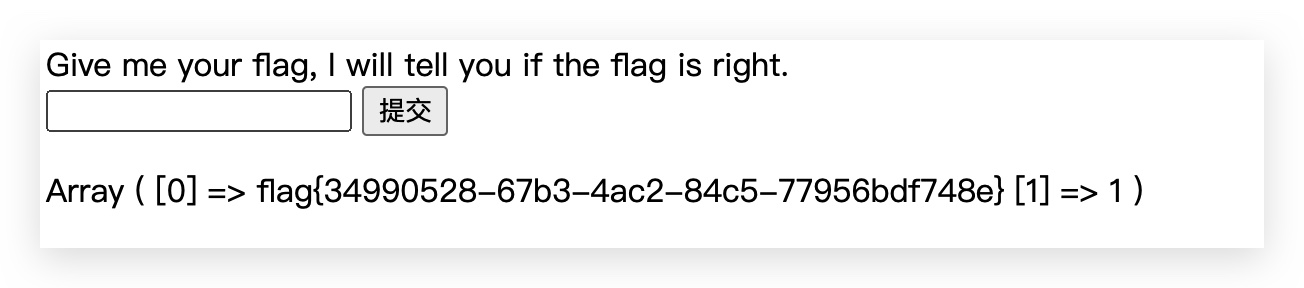 Give me your flag, I will tell you if the flag is right.
提交
Array ( [0] => flag{34990528-67b3-4ac2-84c5-77956bdf748e} [1] => 1 )